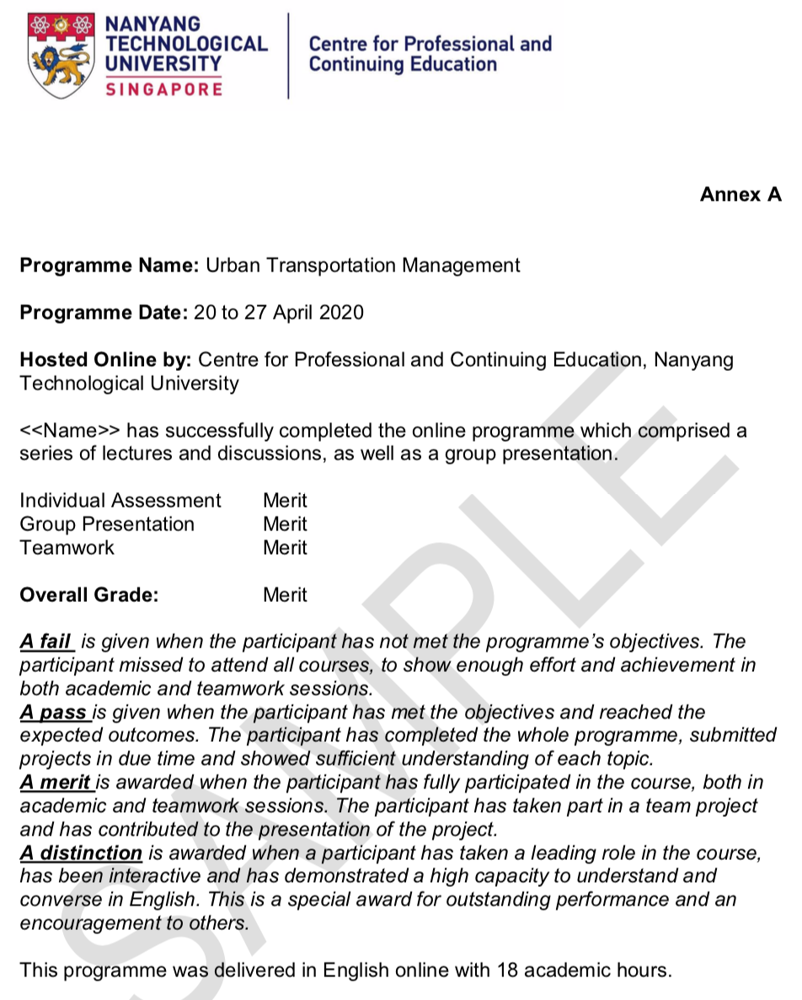 NANYANG
TECHNOLOGICAL
UNIVERSITY
SINGAPORE
Centre for Professional and
Continuing Education
Annex A
Programme Name: Urban Transportation Management
Programme Date: 20 to 27 April 2020
Hosted Online by: Centre for Professional and Continuing Education, Nanyang
Technological University
<<Name>> has successfully completed the online programme which comprised a
series of lectures and discussions, as well as a group presentation.
Individual Assessment Merit
Group Presentation Merit
Teamwork Merit
Overall Grade: Merit
A fail is given when the participant has not met the programme's objectives. The
participant missed to attend all courses, to show enough effort and achievement in
both academic and teamwork sessions.
A pass is given when the participant has met the objectives and reached the
expected outcomes. The participant has completed the whole programme, submitted
projects in due time and showed sufficient understanding of each topic.
A merit is awarded when the participant has fully participated in the course, both in
academic and teamwork sessions. The participant has taken part in a team project
and has contributed to the presentation of the project.
A distinction is awarded when a participant has taken a leading role in the course,
has been interactive and has demonstrated a high capacity to understand and
converse in English. This is a special award for outstanding performance and an
encouragement to others.
This programme was delivered in English online with 18 academic hours.
SAMPLE